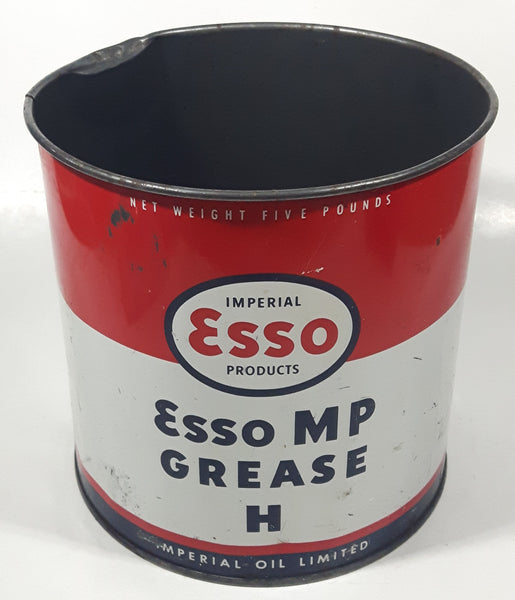 NET WEIGHT FIVE POUNDS
IMPERIAL
Esso
PRODUCTS
Esso MP
GREASE
H
IMPERIAL OIL LIMITED